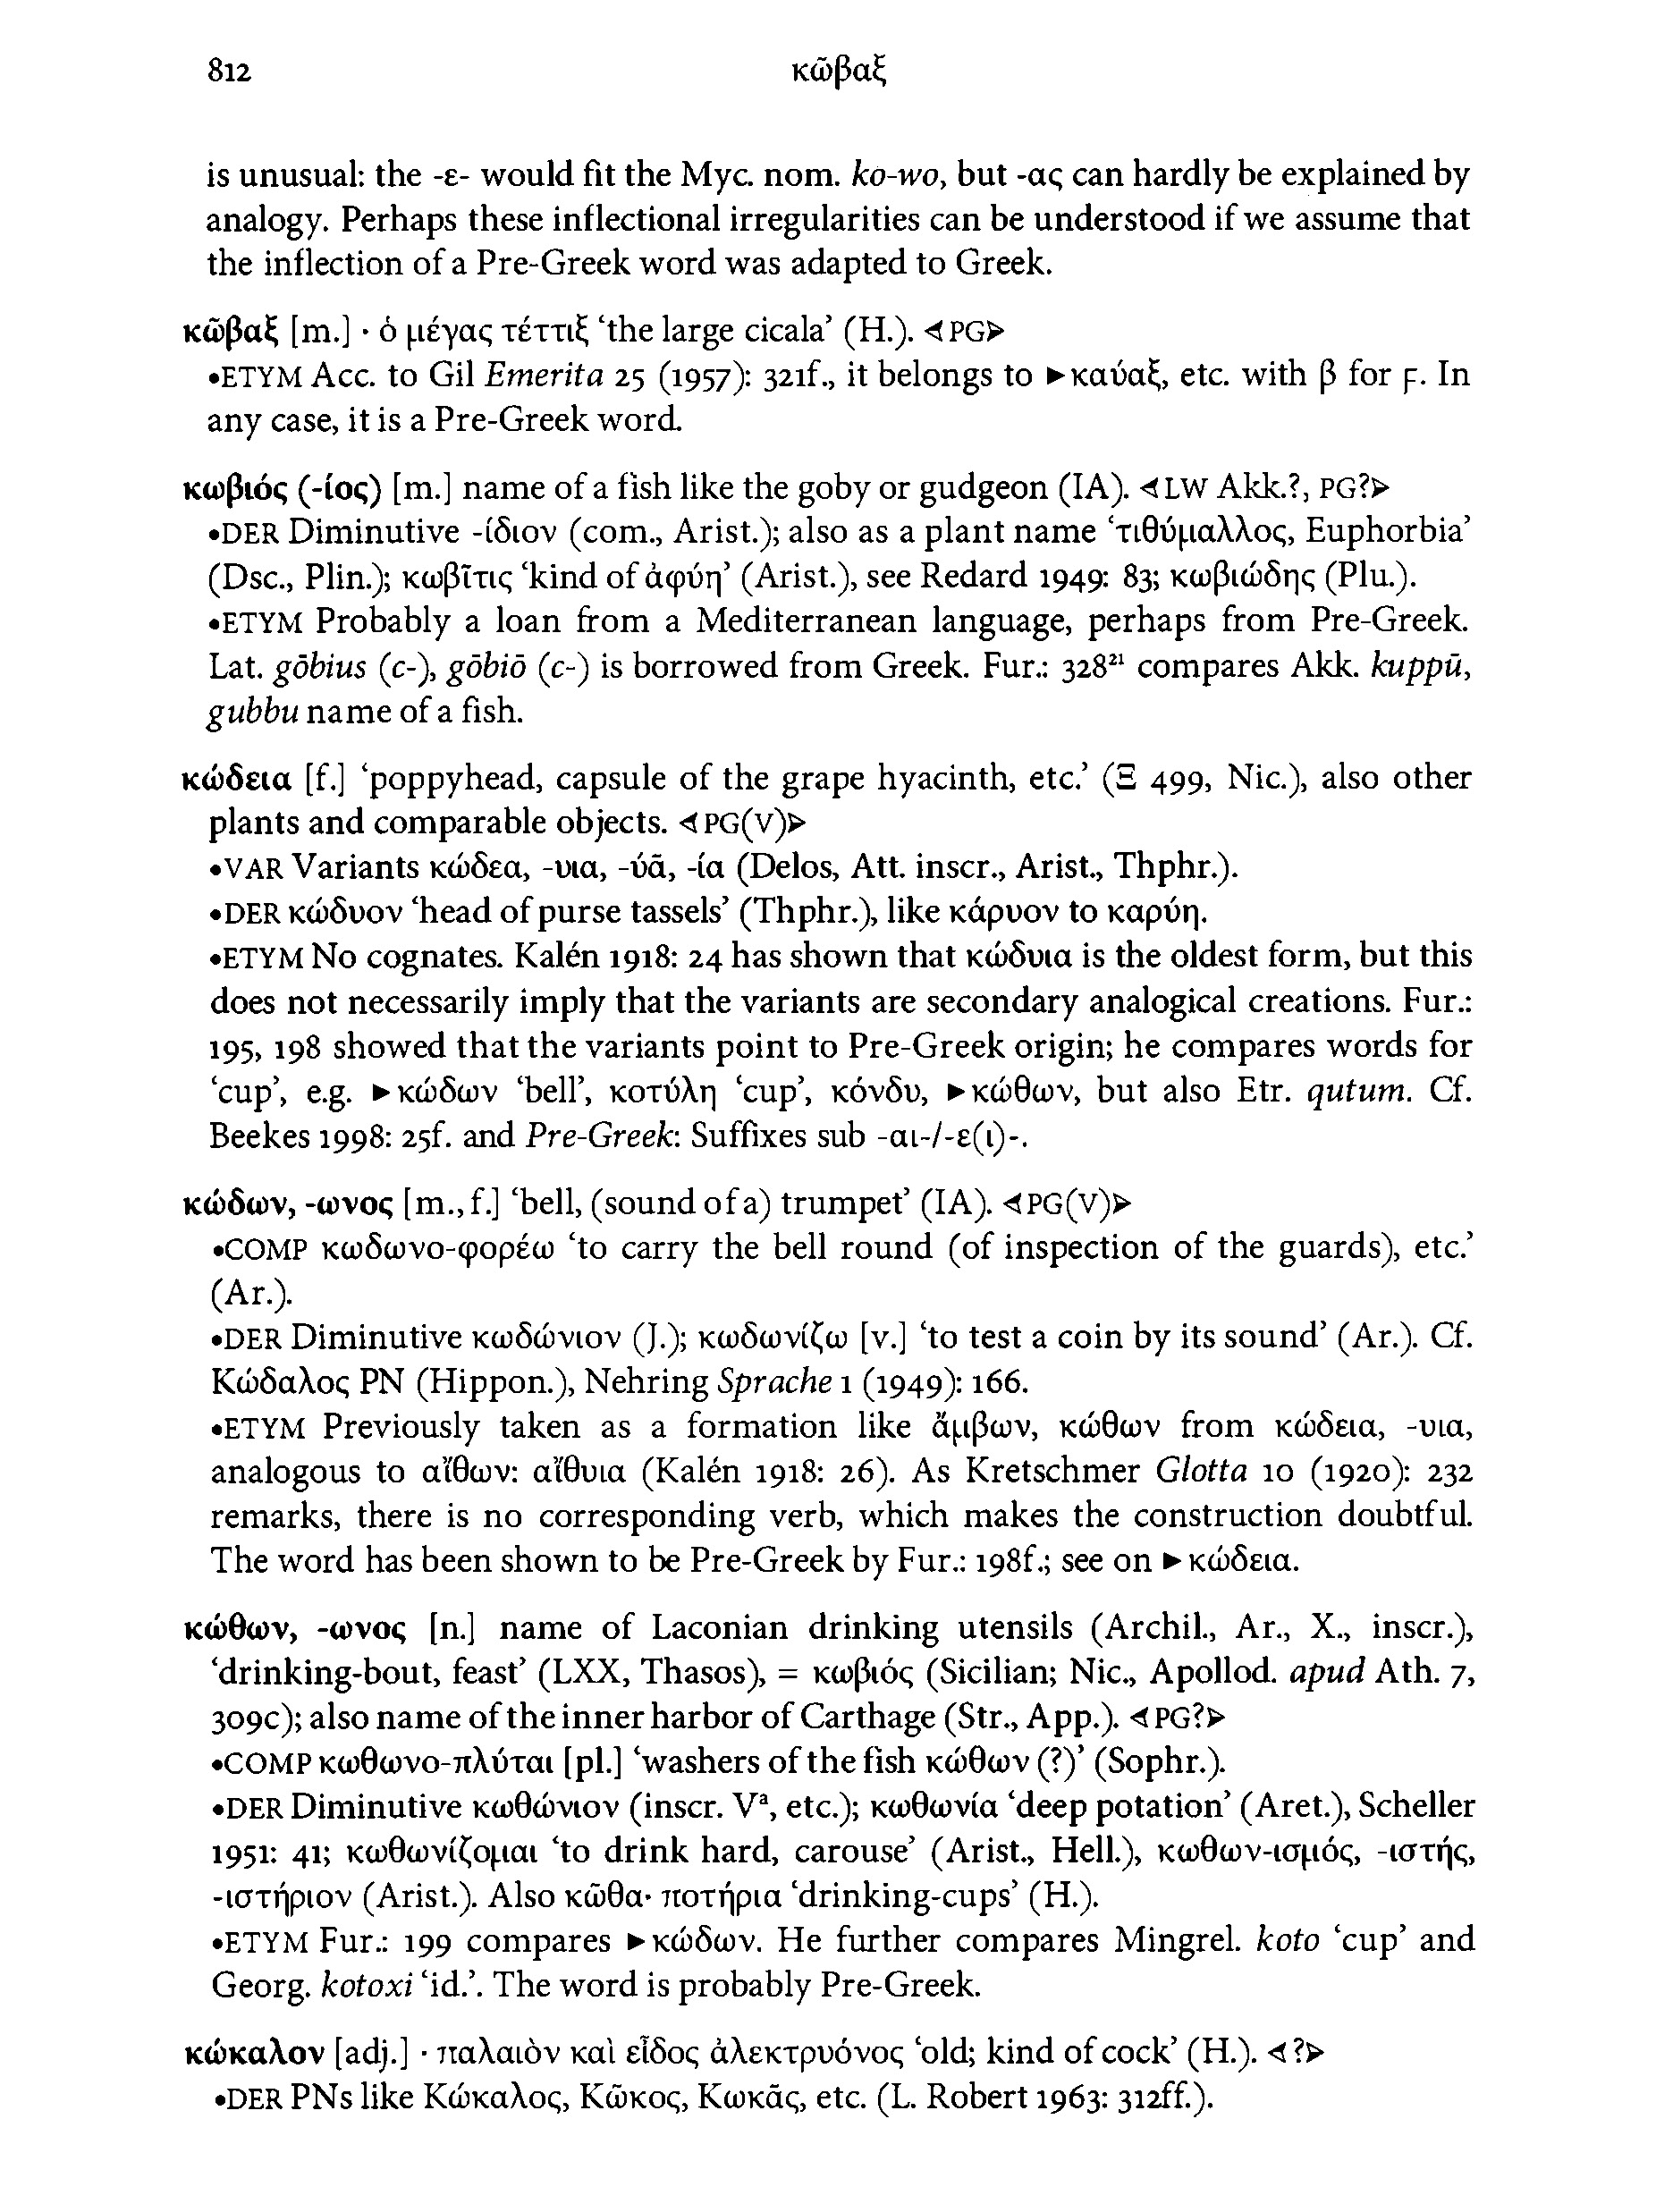 812 κῶβαξ
is unusual: the -ε- would fit the Myc. nom. ko-wo, but -ας can hardly be explained by
analogy. Perhaps these inflectional irregularities can be understood if we assume that
the inflection of a Pre-Greek word was adapted to Greek.
κῶβαξ [m.] · ὁ μέγας τέττιξ ‘the large cicala’ (H.). ◁PG▷
•ETYM Acc. to Gil Emerita 25 (1957): 321f., it belongs to ►καύαξ, etc. with β for ϝ. In
any case, it is a Pre-Greek word.
κωβιός (-ίος) [m.] name of a fish like the goby or gudgeon (IA). ◁LW Akk.?, PG?▷
•DER Diminutive -ίδιον (com., Arist.); also as a plant name ‘τιθύμαλλος, Euphorbia’
(Dsc., Plin.); κωβῖτις ‘kind of ἀφύη’ (Arist.), see Redard 1949: 83; κωβιώδης (Plu.).
•ETYM Probably a loan from a Mediterranean language, perhaps from Pre-Greek.
Lat. gōbius (c-), gōbiō (c-) is borrowed from Greek. Fur.: 328²¹ compares Akk. kuppū,
gubbu name of a fish.
κώδεια [f.] ‘poppyhead, capsule of the grape hyacinth, etc.’ (Ξ 499, Nic.), also other
plants and comparable objects. ◁PG(V)▷
•VAR Variants κώδεα, -υια, -ύᾱ, -ία (Delos, Att. inscr., Arist., Thphr.).
•DER κώδυον ‘head of purse tassels’ (Thphr.), like κάρυον to καρύη.
•ETYM No cognates. Kalén 1918: 24 has shown that κώδυια is the oldest form, but this
does not necessarily imply that the variants are secondary analogical creations. Fur.:
195, 198 showed that the variants point to Pre-Greek origin; he compares words for
‘cup’, e.g. ►κώδων ‘bell’, κοτύλη ‘cup’, κόνδυ, ►κώθων, but also Etr. qutum. Cf.
Beekes 1998: 25f. and Pre-Greek: Suffixes sub -αι-/-ε(ι)-.
κώδων, -ωνος [m., f.] ‘bell, (sound of a) trumpet’ (IA). ◁PG(V)▷
•COMP κωδωνο-φορέω ‘to carry the bell round (of inspection of the guards), etc.’
(Ar.).
•DER Diminutive κωδώνιον (J.); κωδωνίζω [v.] ‘to test a coin by its sound’ (Ar.). Cf.
Κώδαλος PN (Hippon.), Nehring Sprache 1 (1949): 166.
•ETYM Previously taken as a formation like ἄμβων, κώθων from κώδεια, -υια,
analogous to αἴθων: αἴθυια (Kalén 1918: 26). As Kretschmer Glotta 10 (1920): 232
remarks, there is no corresponding verb, which makes the construction doubtful.
The word has been shown to be Pre-Greek by Fur.: 198f.; see on ►κώδεια.
κώθων, -ωνος [n.] name of Laconian drinking utensils (Archil., Ar., X., inscr.),
‘drinking-bout, feast’ (LXX, Thasos), = κωβιός (Sicilian; Nic., Apollod. apud Ath. 7,
309c); also name of the inner harbor of Carthage (Str., App.). ◁PG?▷
•COMP κωθωνο-πλύται [pl.] ‘washers of the fish κώθων (?)’ (Sophr.).
•DER Diminutive κωθώνιον (inscr. Vᵃ, etc.); κωθωνία ‘deep potation’ (Aret.), Scheller
1951: 41; κωθωνίζομαι ‘to drink hard, carouse’ (Arist., Hell.), κωθων-ισμός, -ιστής,
-ιστήριον (Arist.). Also κῶθα· ποτήρια ‘drinking-cups’ (H.).
•ETYM Fur.: 199 compares ►κώδων. He further compares Mingrel. koto ‘cup’ and
Georg. kotoxi ‘id.’. The word is probably Pre-Greek.
κώκαλον [adj.] · παλαιὸν καὶ εἶδος ἀλεκτρυόνος ‘old; kind of cock’ (H.). ◁?▷
•DER PNs like Κώκαλος, Κῶκος, Κωκᾶς, etc. (L. Robert 1963: 312ff.).